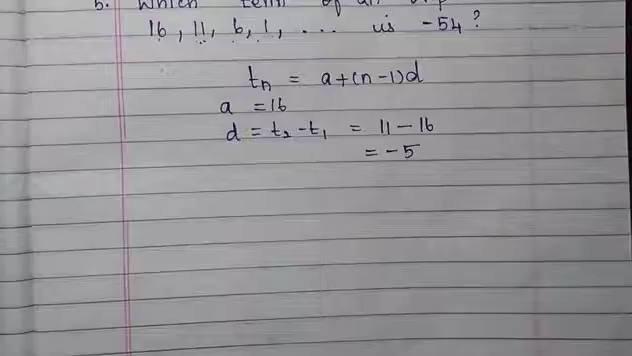 5. Which term of an
16, 11, 6, 1, ... is -54?
tn = a+(n-1)d
a = 16
d = t2 - t1 = 11 - 16
= -5